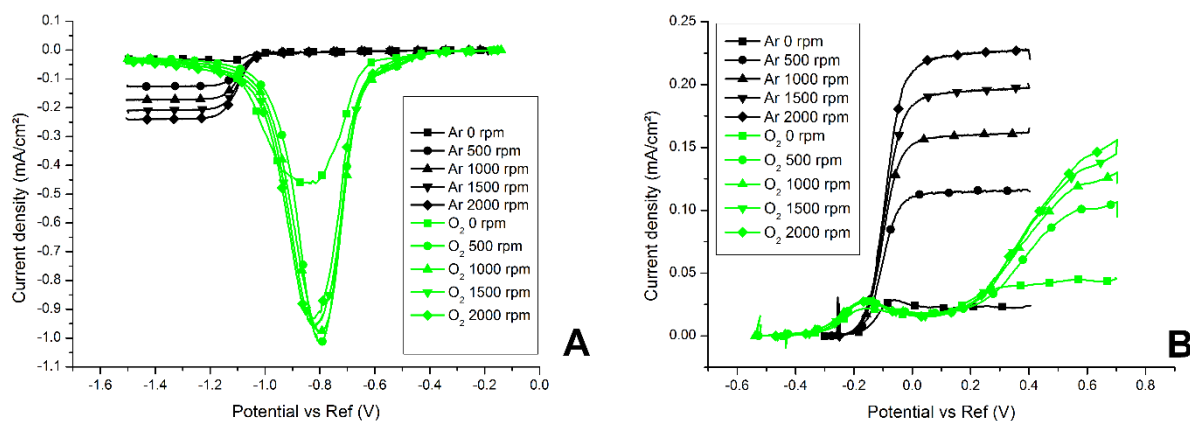 0.1
0.0
-0.1
-0.2
-0.3
-0.4
-0.5
-0.6
-0.7
-0.8
-0.9
-1.0
-1.1
Current density (mA/cm²)
-1.6
-1.4
-1.2
-1.0
-0.8
-0.6
-0.4
-0.2
0.0
Potential vs Ref (V)
Ar 0 rpm
Ar 500 rpm
Ar 1000 rpm
Ar 1500 rpm
Ar 2000 rpm
O₂ 0 rpm
O₂ 500 rpm
O₂ 1000 rpm
O₂ 1500 rpm
O₂ 2000 rpm
A
0.25
0.20
0.15
0.10
0.05
0.00
Current density (mA/cm²)
-0.6
-0.4
-0.2
0.0
0.2
0.4
0.6
0.8
Potential vs Ref (V)
Ar 0 rpm
Ar 500 rpm
Ar 1000 rpm
Ar 1500 rpm
Ar 2000 rpm
O₂ 0 rpm
O₂ 500 rpm
O₂ 1000 rpm
O₂ 1500 rpm
O₂ 2000 rpm
B